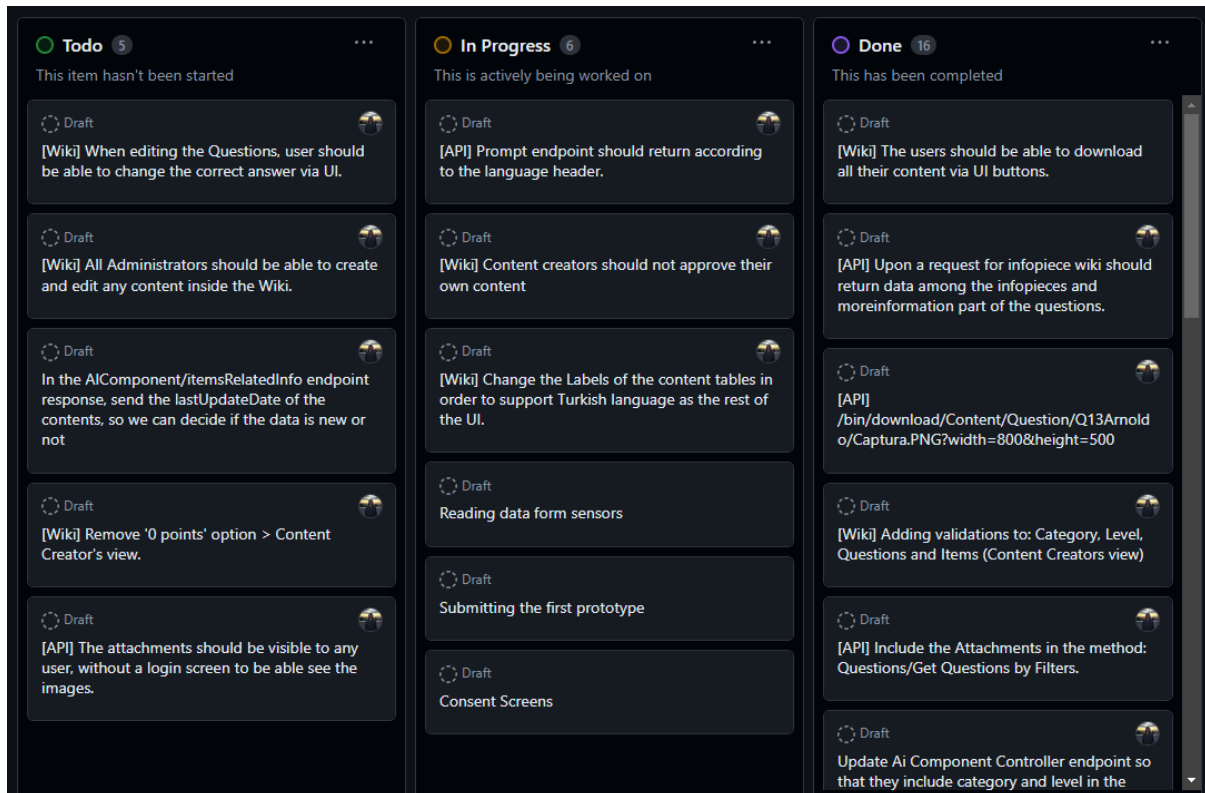 Todo 5
This item hasn't been started
Draft
[Wiki] When editing the Questions, user should
be able to change the correct answer via UI.
Draft
[Wiki] All Administrators should be able to create
and edit any content inside the Wiki.
Draft
In the AIComponent/itemsRelatedInfo endpoint
response, send the lastUpdateDate of the
contents, so we can decide if the data is new or
not
Draft
[Wiki] Remove '0 points' option > Content
Creator's view.
Draft
[API] The attachments should be visible to any
user, without a login screen to be able see the
images.
In Progress 6
This is actively being worked on
Draft
[API] Prompt endpoint should return according
to the language header.
Draft
[Wiki] Content creators should not approve their
own content
Draft
[Wiki] Change the Labels of the content tables in
order to support Turkish language as the rest of
the UI.
Draft
Reading data form sensors
Draft
Submitting the first prototype
Draft
Consent Screens
Done 16
This has been completed
Draft
[Wiki] The users should be able to download
all their content via UI buttons.
Draft
[API] Upon a request for infopiece wiki should
return data among the infopieces and
moreinformation part of the questions.
Draft
[API]
/bin/download/Content/Question/Q13Arnold
o/Captura.PNG?width=800&height=500
Draft
[Wiki] Adding validations to: Category, Level,
Questions and Items (Content Creators view)
Draft
[API] Include the Attachments in the method:
Questions/Get Questions by Filters.
Draft
Update Ai Component Controller endpoint so
that they include category and level in the